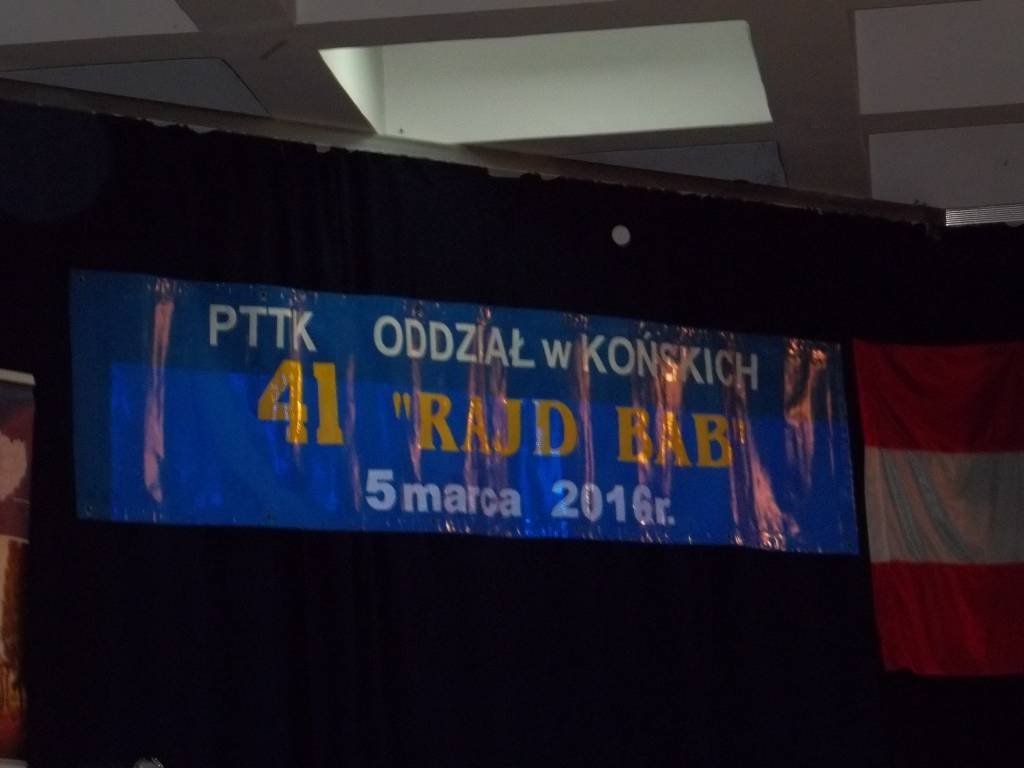 PTTK ODDZIAŁ w KOŃSKICH
41 "RAJD BAB"
5 marca 2016r.